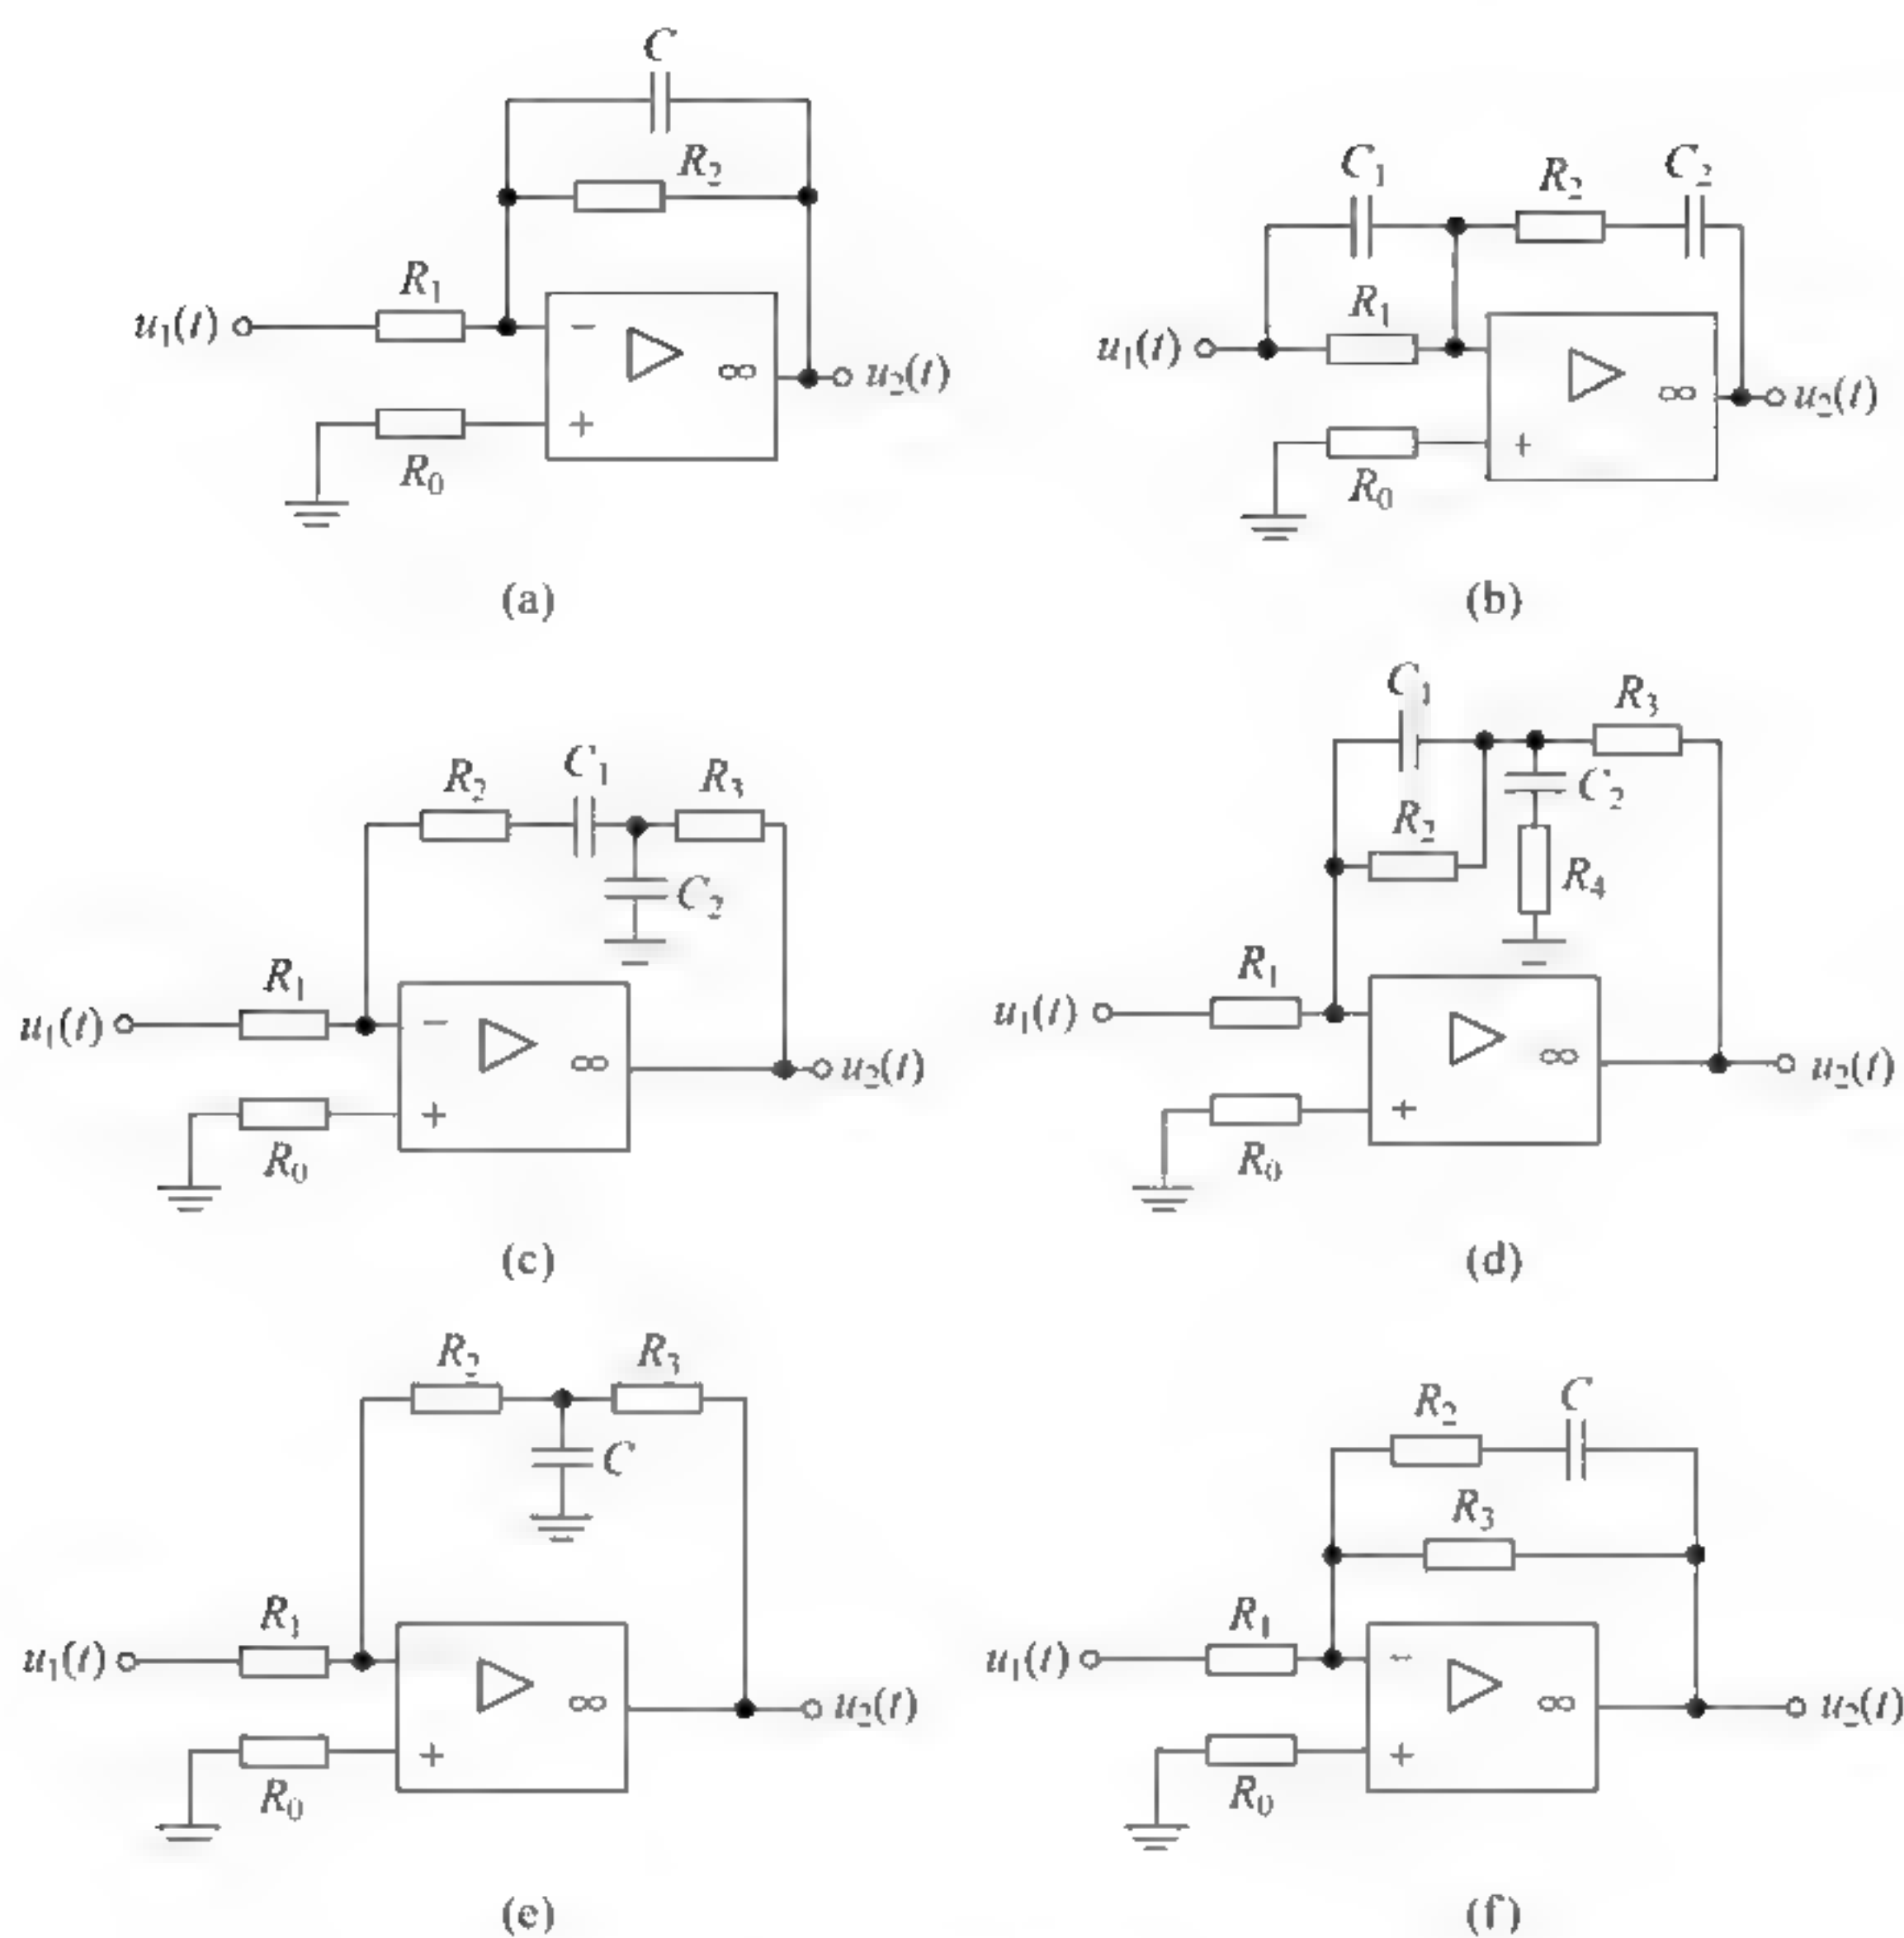 C
R₂
R₁
u₁(t)
−
∞
u₂(t)
+
R₀
(a)
C₁
R₂
C₂
R₁
u₁(t)
∞
u₂(t)
+
R₀
(b)
R₂
C₁
R₃
C₂
R₁
u₁(t)
−
∞
u₂(t)
+
R₀
(c)
C₁
R₃
C₂
R₂
R₄
R₁
u₁(t)
∞
u₂(t)
+
R₀
(d)
R₂
R₃
C
R₁
u₁(t)
∞
u₂(t)
+
R₀
(e)
R₂
C
R₃
R₁
u₁(t)
−
∞
u₂(t)
+
R₀
(f)